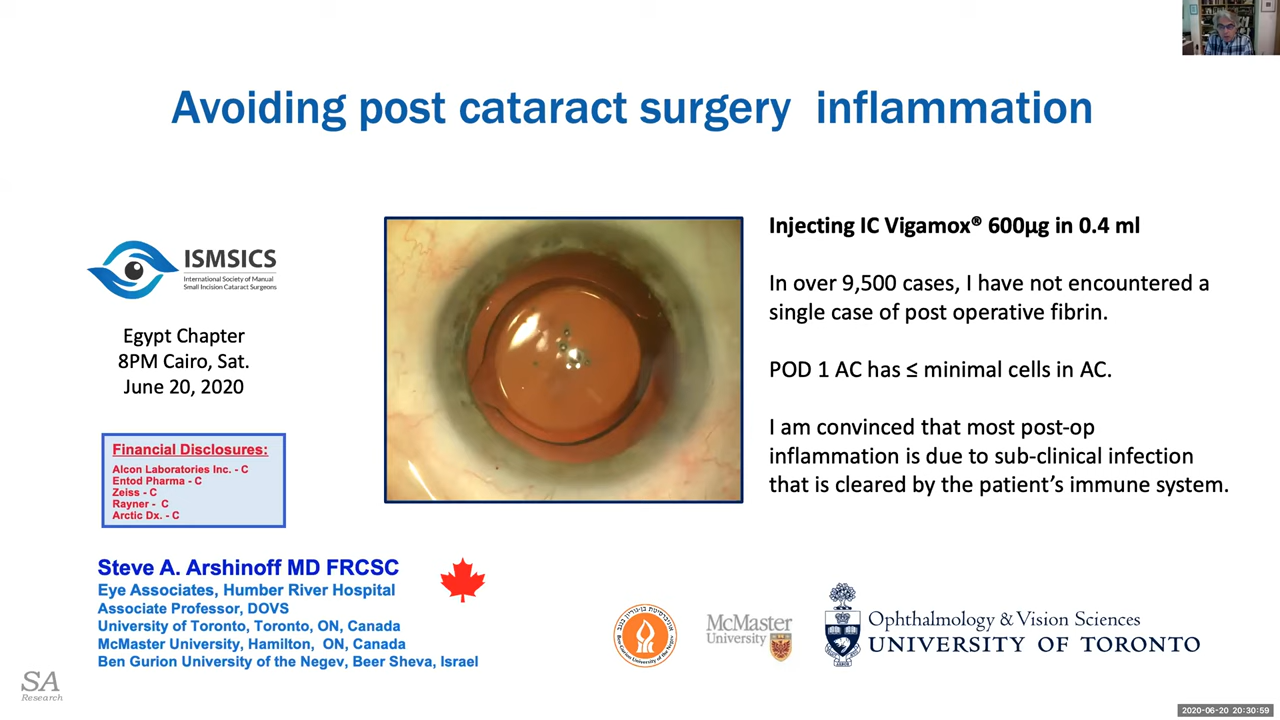 Avoiding post cataract surgery inflammation
ISMSICS
International Society of Manual
Small Incision Cataract Surgeons
Egypt Chapter
8PM Cairo, Sat.
June 20, 2020
Financial Disclosures:
Alcon Laboratories Inc. - C
Entod Pharma - C
Zeiss - C
Rayner - C
Arctic Dx. - C
Injecting IC Vigamox® 600µg in 0.4 ml
In over 9,500 cases, I have not encountered a
single case of post operative fibrin.
POD 1 AC has ≤ minimal cells in AC.
I am convinced that most post-op
inflammation is due to sub-clinical infection
that is cleared by the patient’s immune system.
Steve A. Arshinoff MD FRCSC
Eye Associates, Humber River Hospital
Associate Professor, DOVS
University of Toronto, Toronto, ON, Canada
McMaster University, Hamilton, ON, Canada
Ben Gurion University of the Negev, Beer Sheva, Israel
McMaster
University
Ophthalmology & Vision Sciences
UNIVERSITY OF TORONTO
SA
Research
2020-06-20 20:30:59